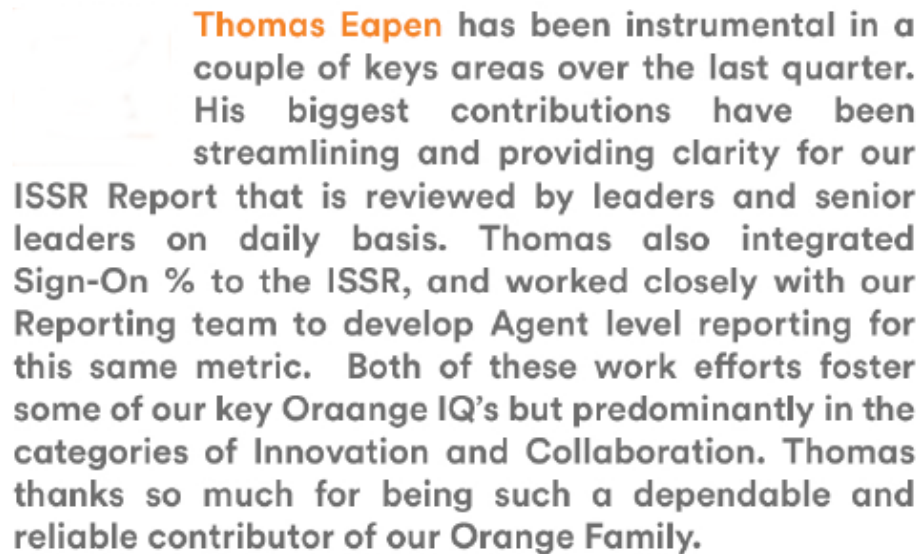 Thomas Eapen has been instrumental in a
couple of keys areas over the last quarter.
His biggest contributions have been
streamlining and providing clarity for our
ISSR Report that is reviewed by leaders and senior
leaders on daily basis. Thomas also integrated
Sign-On % to the ISSR, and worked closely with our
Reporting team to develop Agent level reporting for
this same metric.  Both of these work efforts foster
some of our key Oraange IQ's but predominantly in the
categories of Innovation and Collaboration. Thomas
thanks so much for being such a dependable and
reliable contributor of our Orange Family.